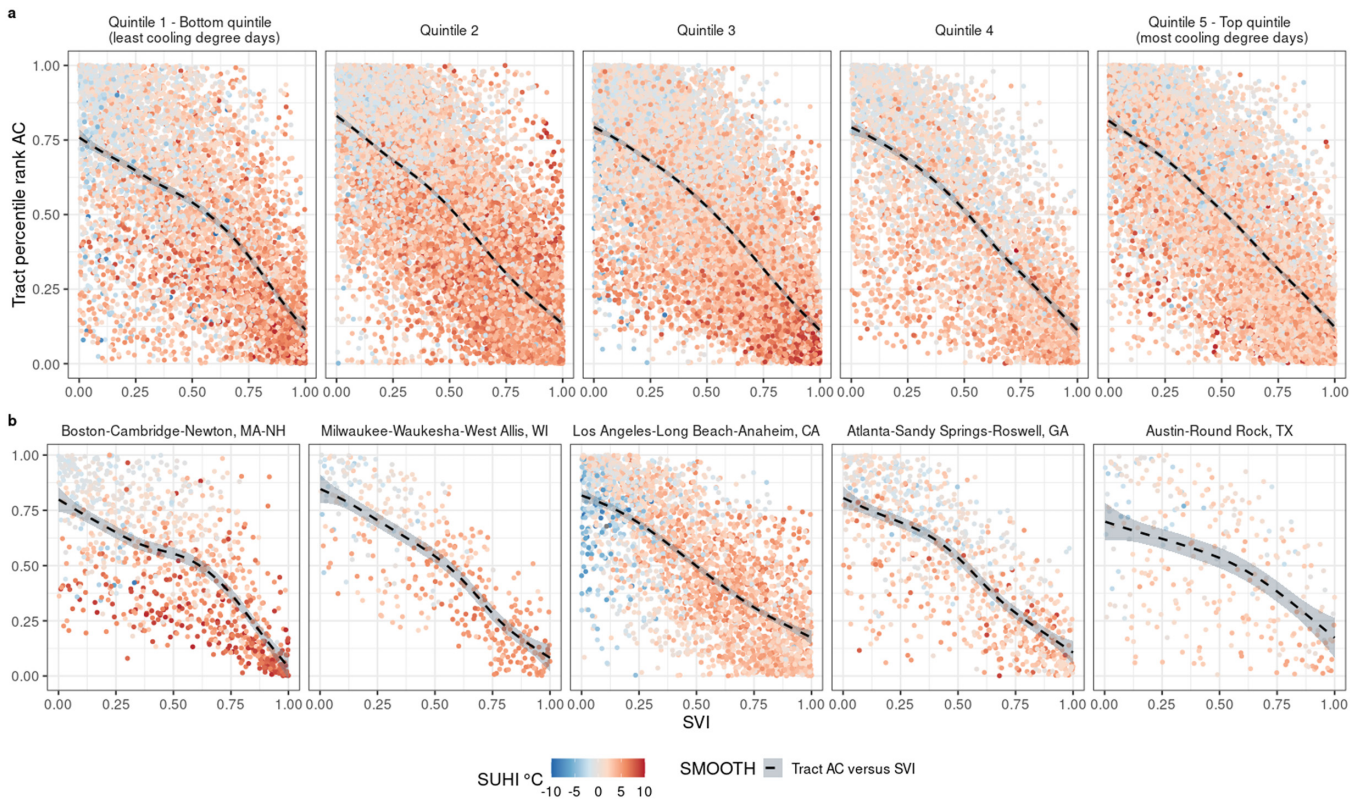 a
Quintile 1 - Bottom quintile
(least cooling degree days)
Quintile 2
Quintile 3
Quintile 4
Quintile 5 - Top quintile
(most cooling degree days)
Tract percentile rank AC
1.00
0.75
0.50
0.25
0.00
0.00 0.25 0.50 0.75 1.00
0.00 0.25 0.50 0.75 1.00
0.00 0.25 0.50 0.75 1.00
0.00 0.25 0.50 0.75 1.00
0.00 0.25 0.50 0.75 1.00
b
Boston-Cambridge-Newton, MA-NH
Milwaukee-Waukesha-West Allis, WI
Los Angeles-Long Beach-Anaheim, CA
Atlanta-Sandy Springs-Roswell, GA
Austin-Round Rock, TX
1.00
0.75
0.50
0.25
0.00
0.00 0.25 0.50 0.75 1.00
0.00 0.25 0.50 0.75 1.00
0.00 0.25 0.50 0.75 1.00
0.00 0.25 0.50 0.75 1.00
0.00 0.25 0.50 0.75 1.00
SVI
SUHI °C
-10 -5 0 5 10
SMOOTH
Tract AC versus SVI